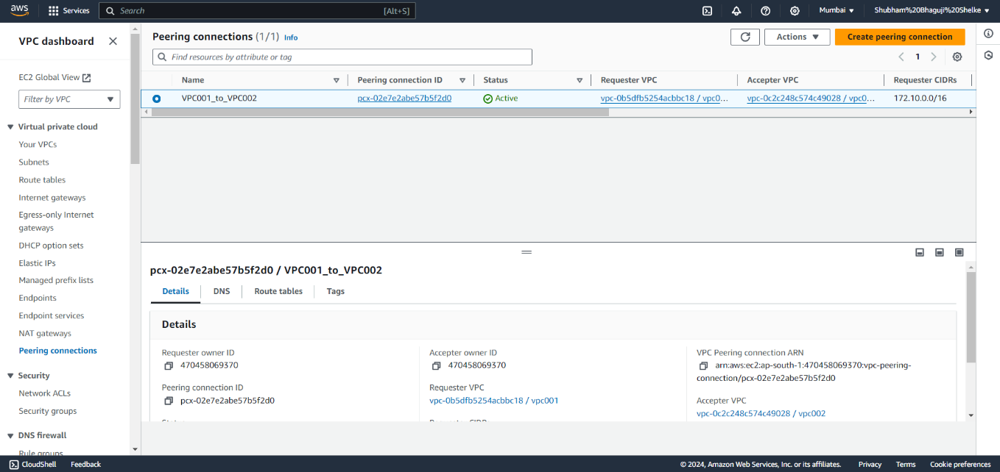 aws Services Search [Alt+S] Mumbai Shubham%20Bhaguji%20Shelke
VPC dashboard
EC2 Global View
Filter by VPC
Virtual private cloud
Your VPCs
Subnets
Route tables
Internet gateways
Egress-only Internet
gateways
DHCP option sets
Elastic IPs
Managed prefix lists
Endpoints
Endpoint services
NAT gateways
Peering connections
Security
Network ACLs
Security groups
DNS firewall
Rule groups
Peering connections (1/1) Info
Actions
Create peering connection
Find resources by attribute or tag
1
Name Peering connection ID Status Requester VPC Accepter VPC Requester CIDRs
VPC001_to_VPC002 pcx-02e7e2abe57b5f2d0 Active vpc-0b5dfb5254acbbc18 / vpc0... vpc-0c2c248c574c49028 / vpc0... 172.10.0.0/16
pcx-02e7e2abe57b5f2d0 / VPC001_to_VPC002
Details DNS Route tables Tags
Details
Requester owner ID
470458069370
Peering connection ID
pcx-02e7e2abe57b5f2d0
Accepter owner ID
470458069370
Requester VPC
vpc-0b5dfb5254acbbc18 / vpc001
VPC Peering connection ARN
arn:aws:ec2:ap-south-1:470458069370:vpc-peering-
connection/pcx-02e7e2abe57b5f2d0
Accepter VPC
vpc-0c2c248c574c49028 / vpc002
CloudShell Feedback © 2024, Amazon Web Services, Inc. or its affiliates. Privacy Terms Cookie preferences